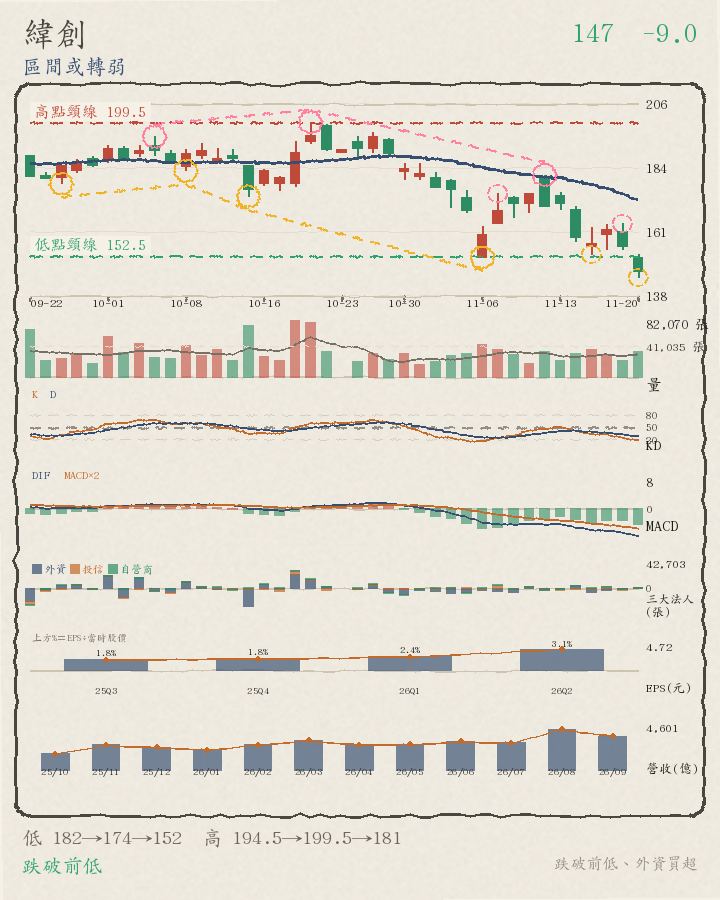 緯創
147 -9.0
區間或轉弱
206
高點頸線 199.5
184
161
低點頸線 152.5
138
09-22 10-01 10-08 10-16 10-23 10-30 11-06 11-13 11-20
82,070 張
41,035 張
量
K D
80
50
20
KD
DIF MACD×2
8
0
MACD
外資 投信 自營商
42,703
0
三大法人
(張)
上方%=EPS÷當時股價
1.8% 1.8% 2.4% 3.1%
4.72
25Q3 25Q4 26Q1 26Q2
EPS(元)
4,601
25/10 25/11 25/12 26/01 26/02 26/03 26/04 26/05 26/06 26/07 26/08 26/09
營收(億)
低 182→174→152 高 194.5→199.5→181
跌破前低
跌破前低、外資買超